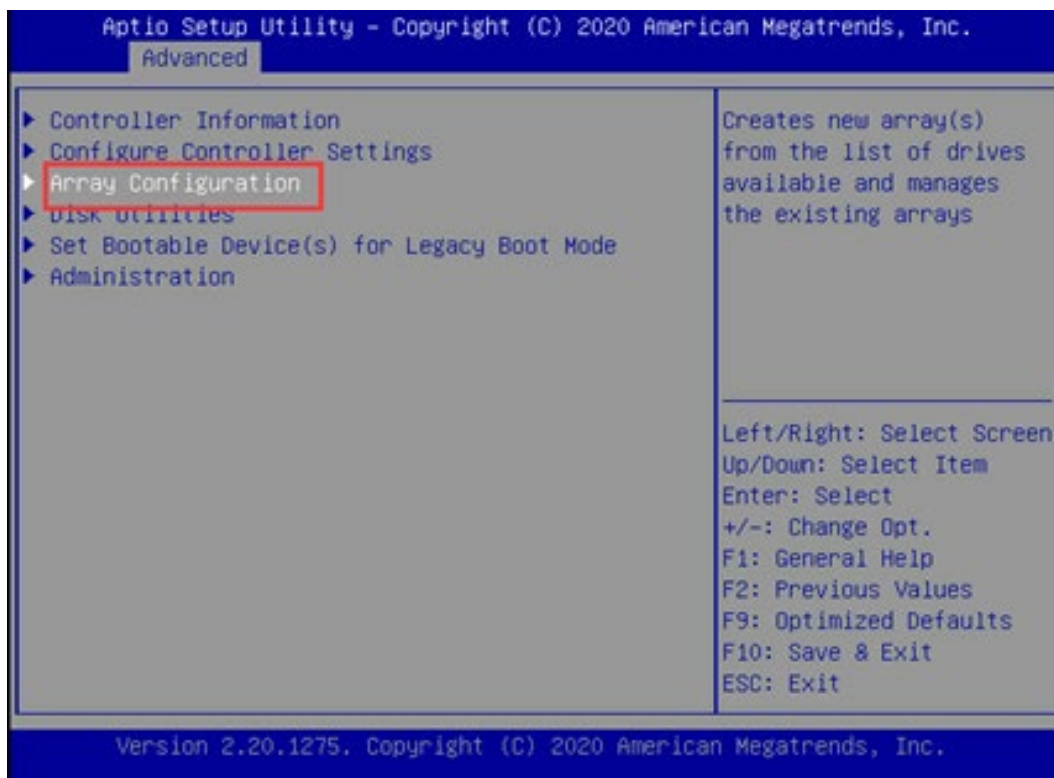 Aptio Setup Utility – Copyright (C) 2020 American Megatrends, Inc.
Advanced
Controller Information
Configure Controller Settings
Array Configuration
Disk Utilities
Set Bootable Device(s) for Legacy Boot Mode
Administration
Creates new array(s)
from the list of drives
available and manages
the existing arrays
Left/Right: Select Screen
Up/Down: Select Item
Enter: Select
+/-: Change Opt.
F1: General Help
F2: Previous Values
F9: Optimized Defaults
F10: Save & Exit
ESC: Exit
Version 2.20.1275. Copyright (C) 2020 American Megatrends, Inc.